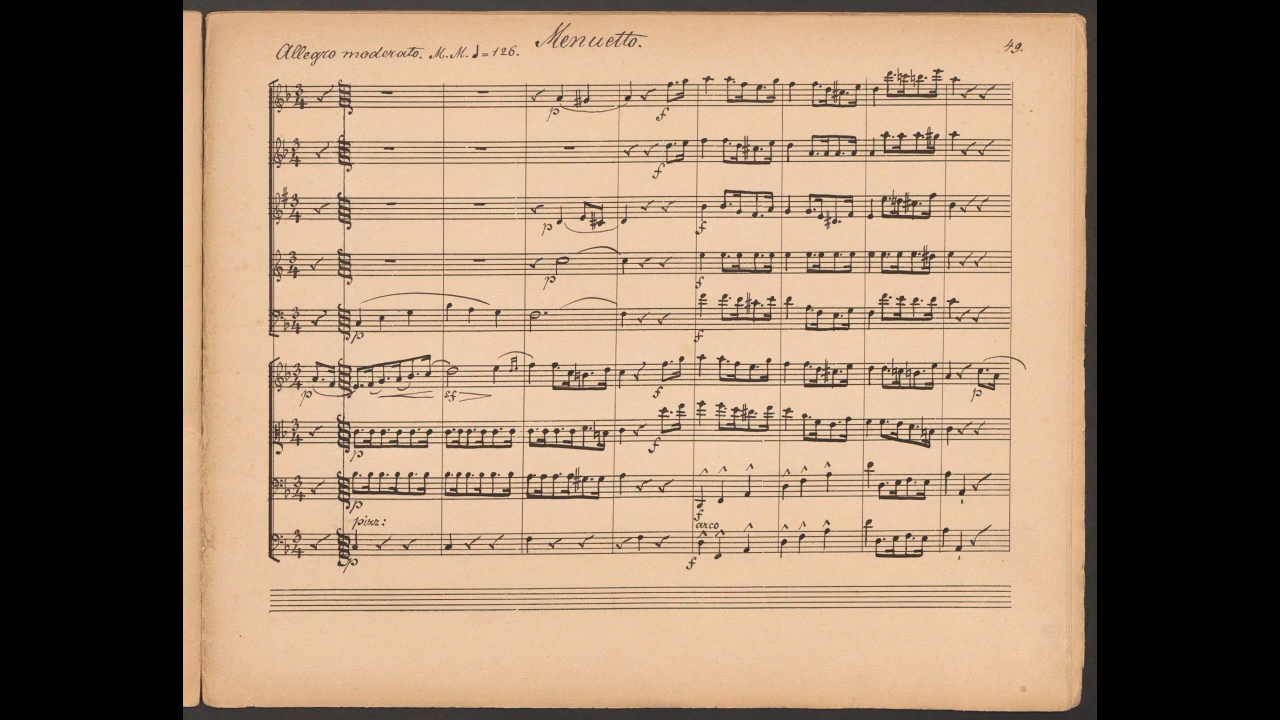 Menuetto.
Allegro moderato. M.M. ♩=126.
49.
p f
f
p f
p f
p f
p p sf f p
p f
p f
pizz: arco
p f